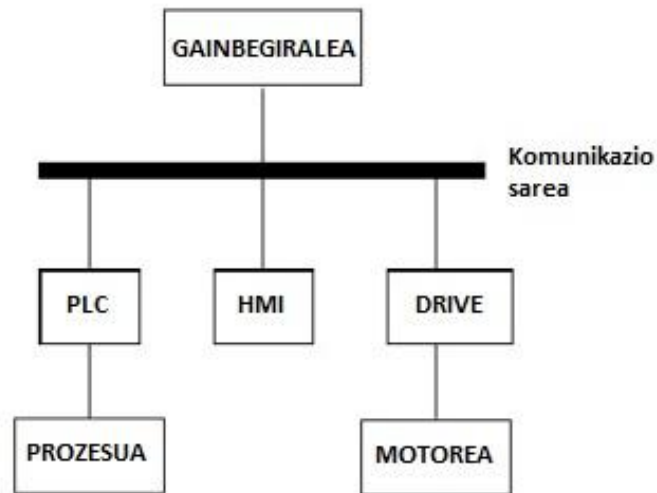 GAINBEGIRALEA
Komunikazio
sarea
PLC
HMI
DRIVE
PROZESUA
MOTOREA